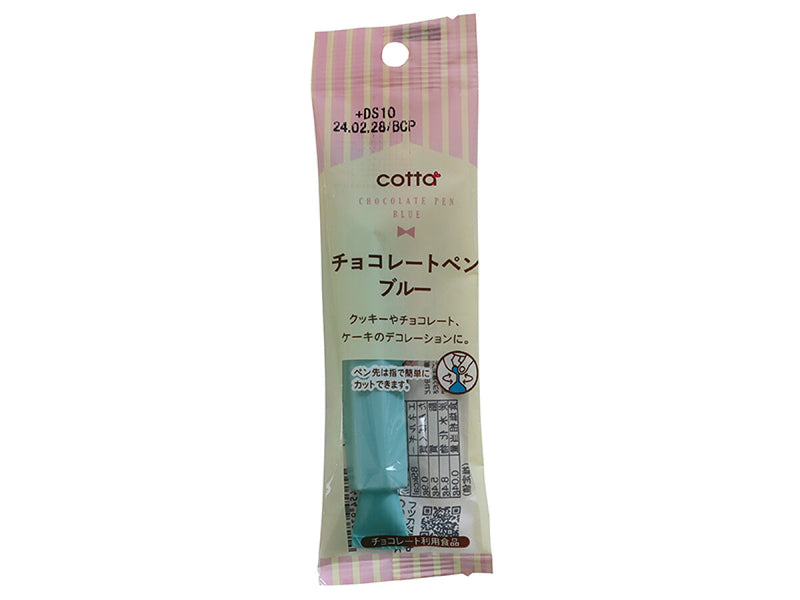 +DS10
24.02.28/BCP
cotta
CHOCOLATE PEN
BLUE
チョコレートペン
ブルー
クッキーやチョコレート、
ケーキのデコレーションに。
ペン先は指で簡単に
カットできます。
チョコレート利用食品